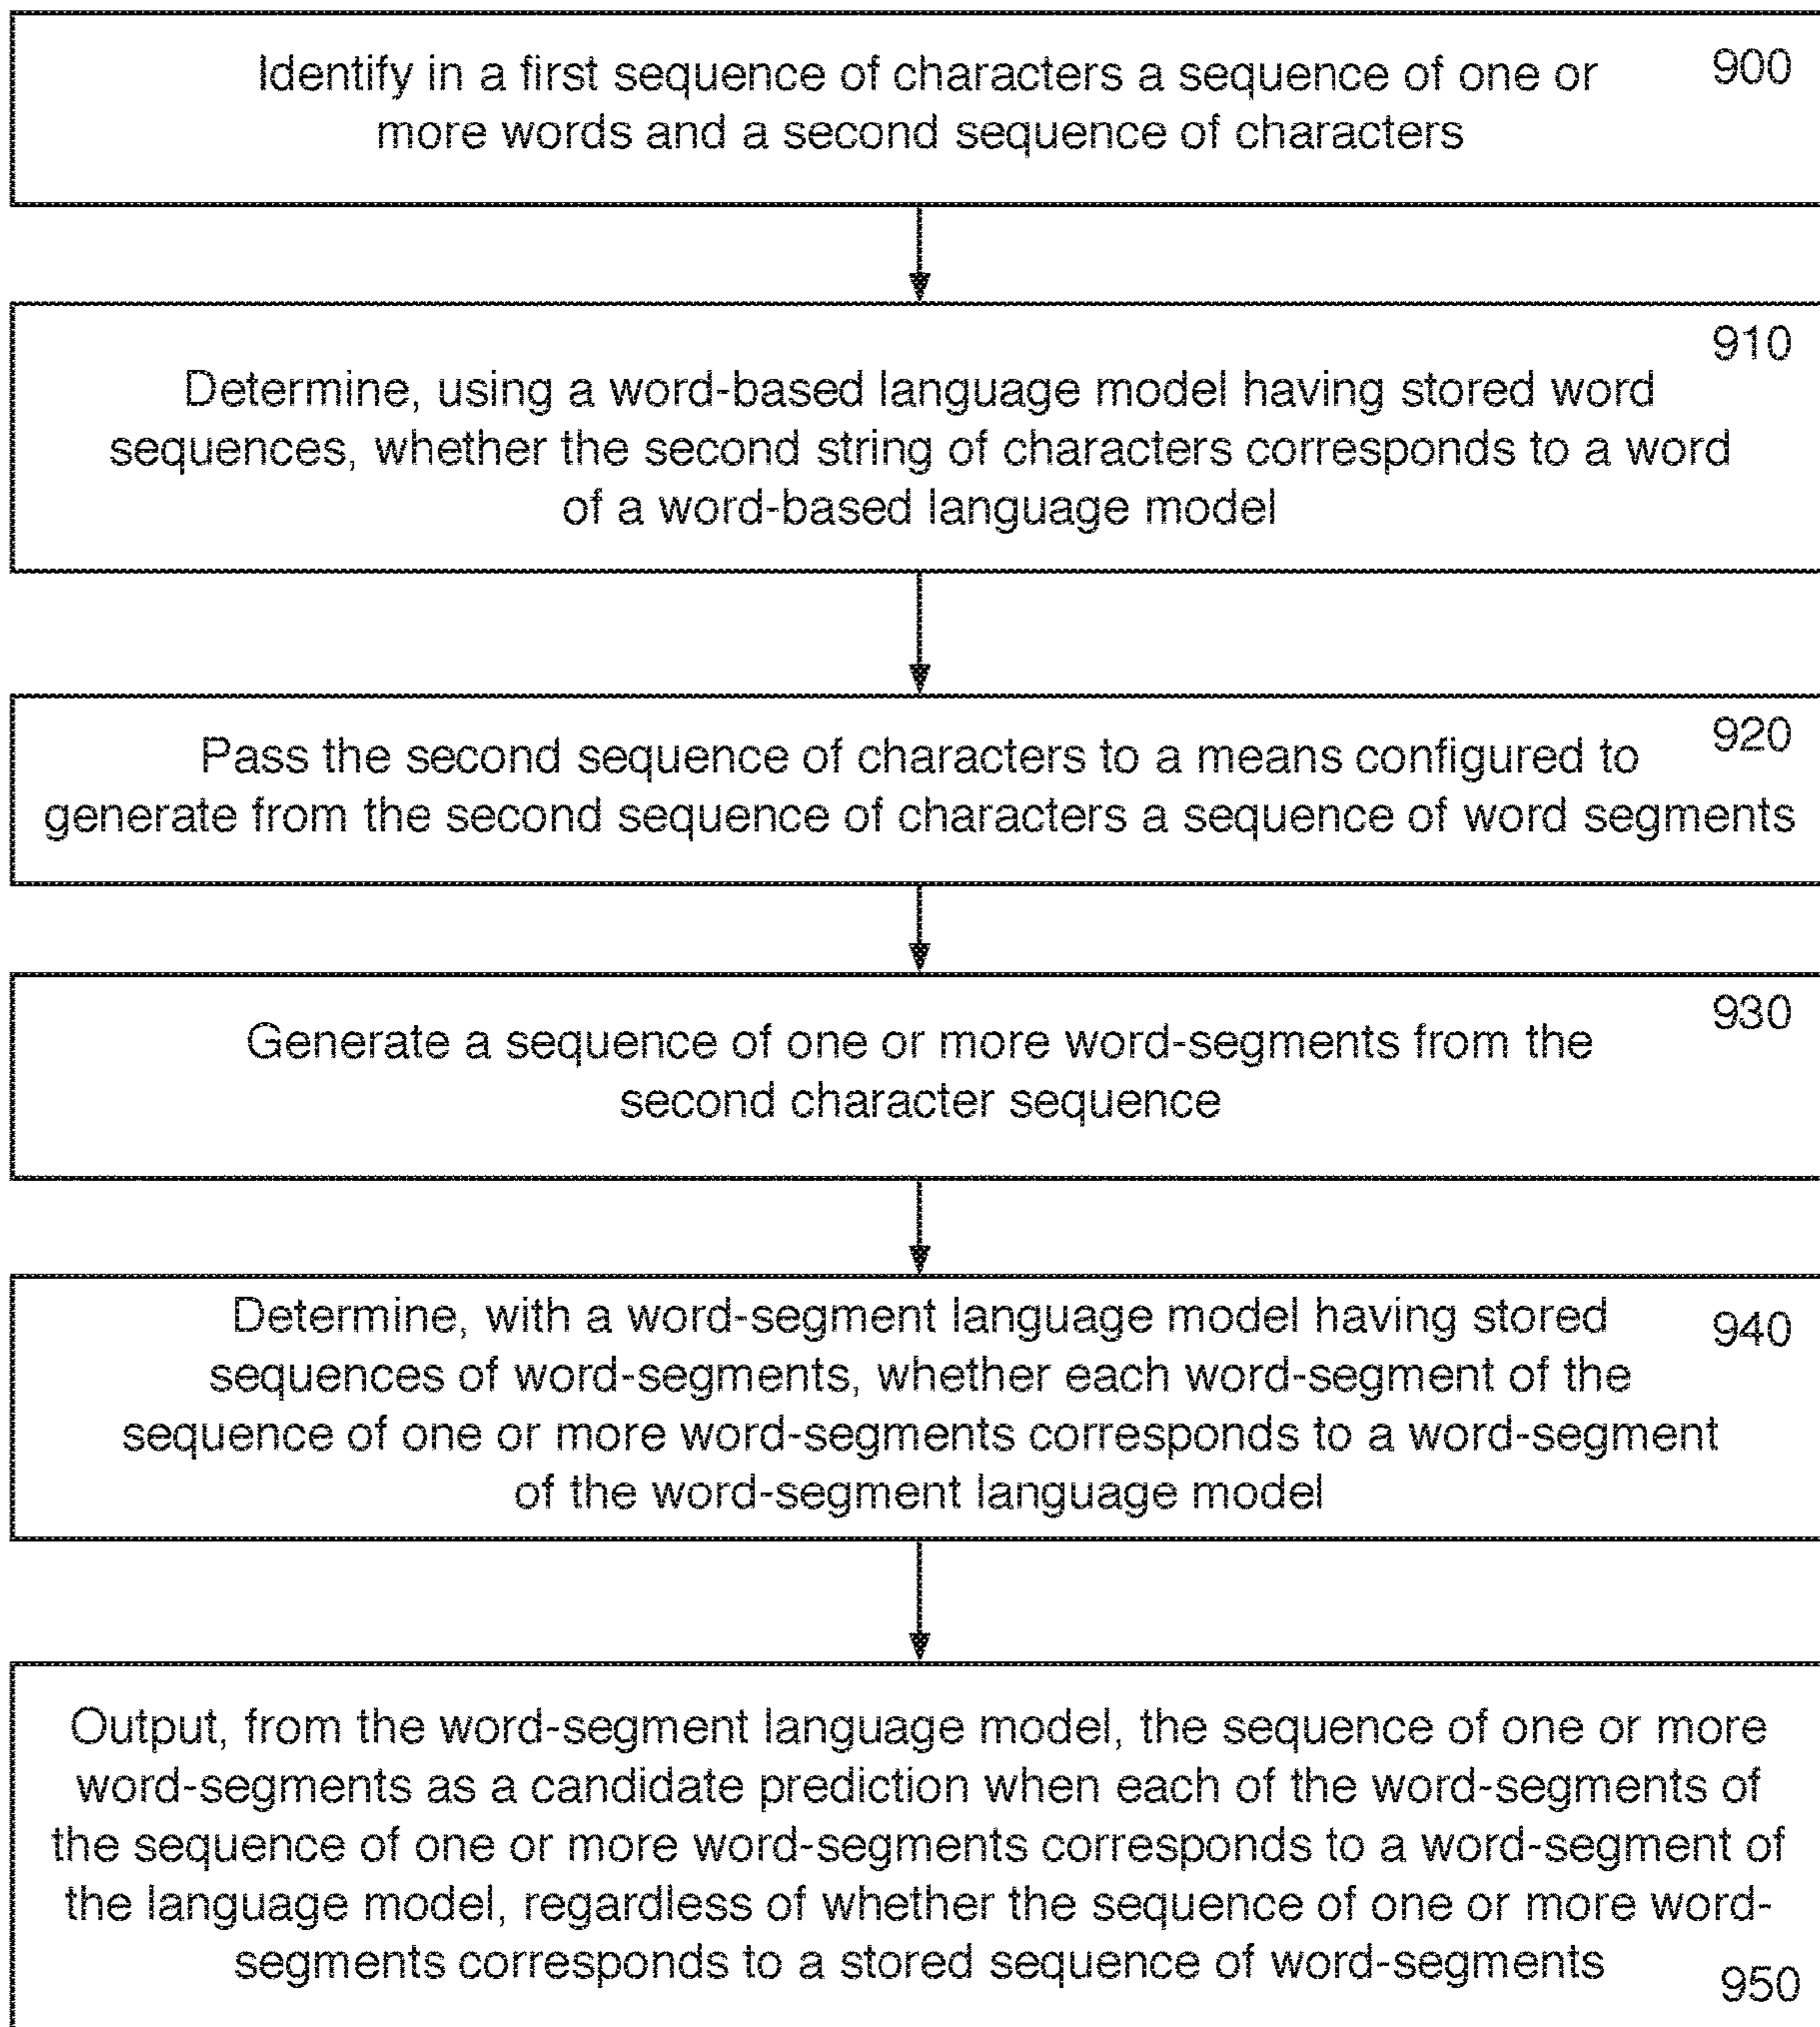 Identify in a first sequence of characters a sequence of one or 900
more words and a second sequence of characters
910
Determine, using a word-based language model having stored word
sequences, whether the second string of characters corresponds to a word
of a word-based language model
920
Pass the second sequence of characters to a means configured to
generate from the second sequence of characters a sequence of word segments
930
Generate a sequence of one or more word-segments from the
second character sequence
Determine, with a word-segment language model having stored 940
sequences of word-segments, whether each word-segment of the
sequence of one or more word-segments corresponds to a word-segment
of the word-segment language model
Output, from the word-segment language model, the sequence of one or more
word-segments as a candidate prediction when each of the word-segments of
the sequence of one or more word-segments corresponds to a word-segment of
the language model, regardless of whether the sequence of one or more word-
segments corresponds to a stored sequence of word-segments
950